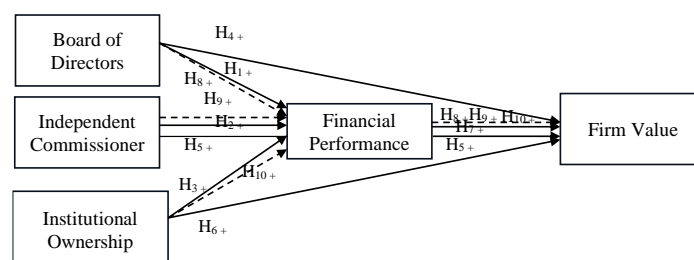 Board of
Directors
H4 +
H1 +
H8 +
H9 +
Independent
Commissioner
H2 +
H5 +
Financial
Performance
H8 + H9 + H10 +
H7 +
H5 +
Firm Value
H3 +
H10 +
Institutional
Ownership
H6 +